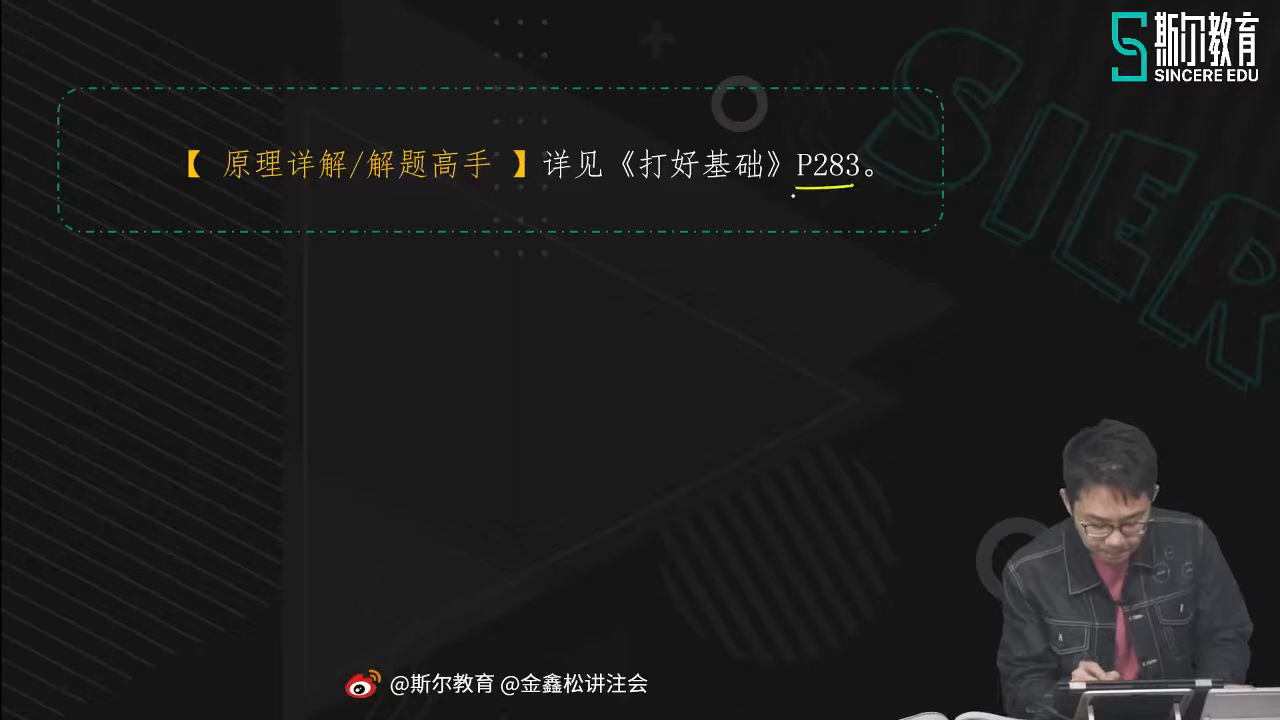 斯尔教育
SINCERE EDU
【 原理详解/解题高手 】详见《打好基础》P283。
SIER
@斯尔教育 @金鑫松讲注会